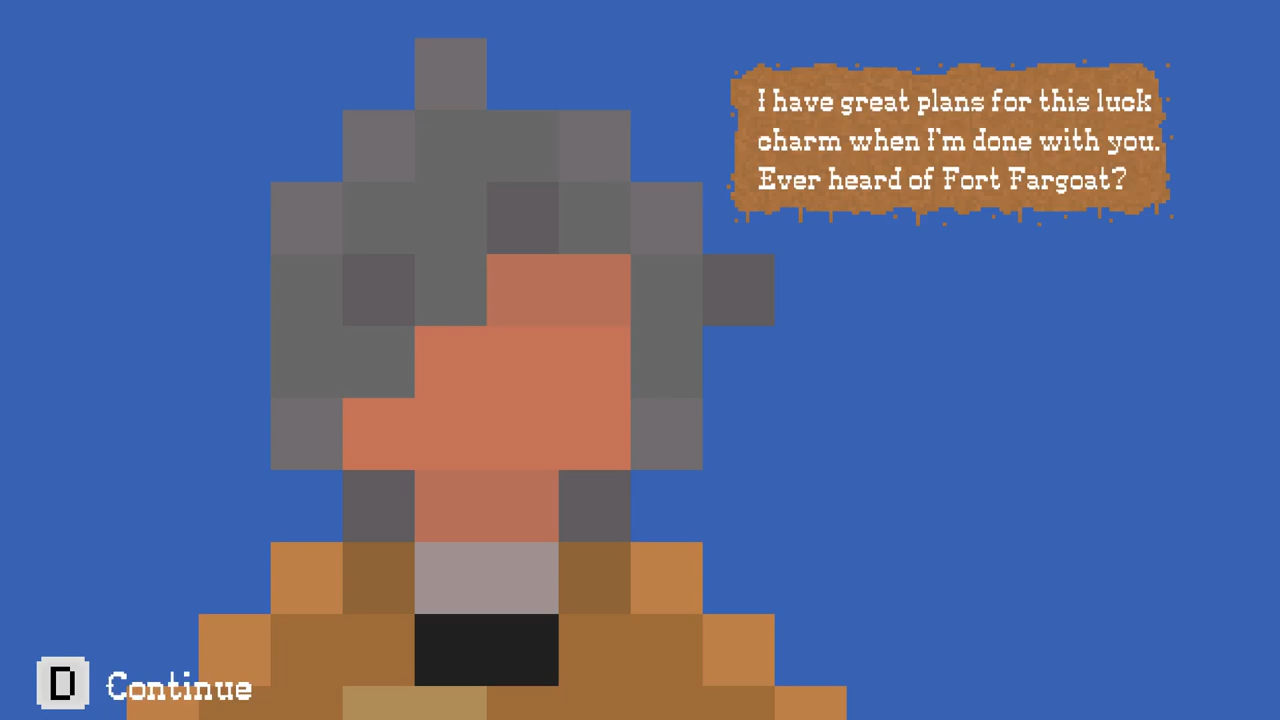 I have great plans for this luck
charm when I'm done with you.
Ever heard of Fort Fargoat?
D Continue